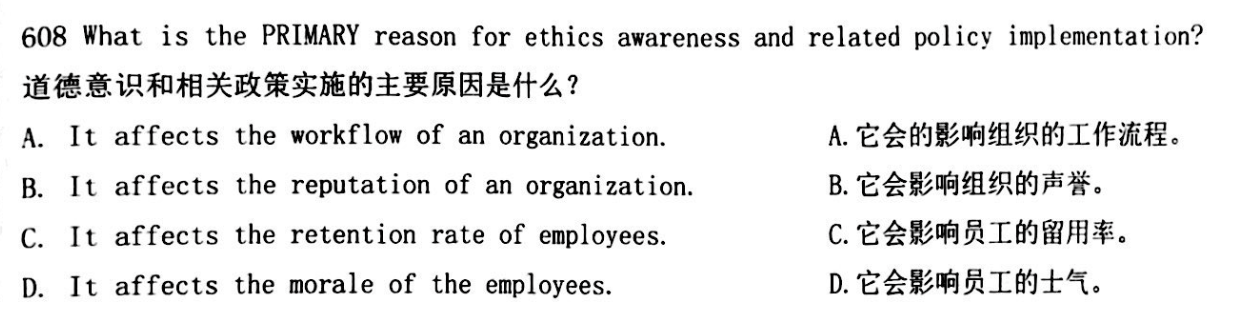 608 What is the PRIMARY reason for ethics awareness and related policy implementation?
道德意识和相关政策实施的主要原因是什么？
A. It affects the workflow of an organization. A.它会的影响组织的工作流程。
B. It affects the reputation of an organization. B.它会影响组织的声誉。
C. It affects the retention rate of employees. C.它会影响员工的留用率。
D. It affects the morale of the employees. D.它会影响员工的士气。